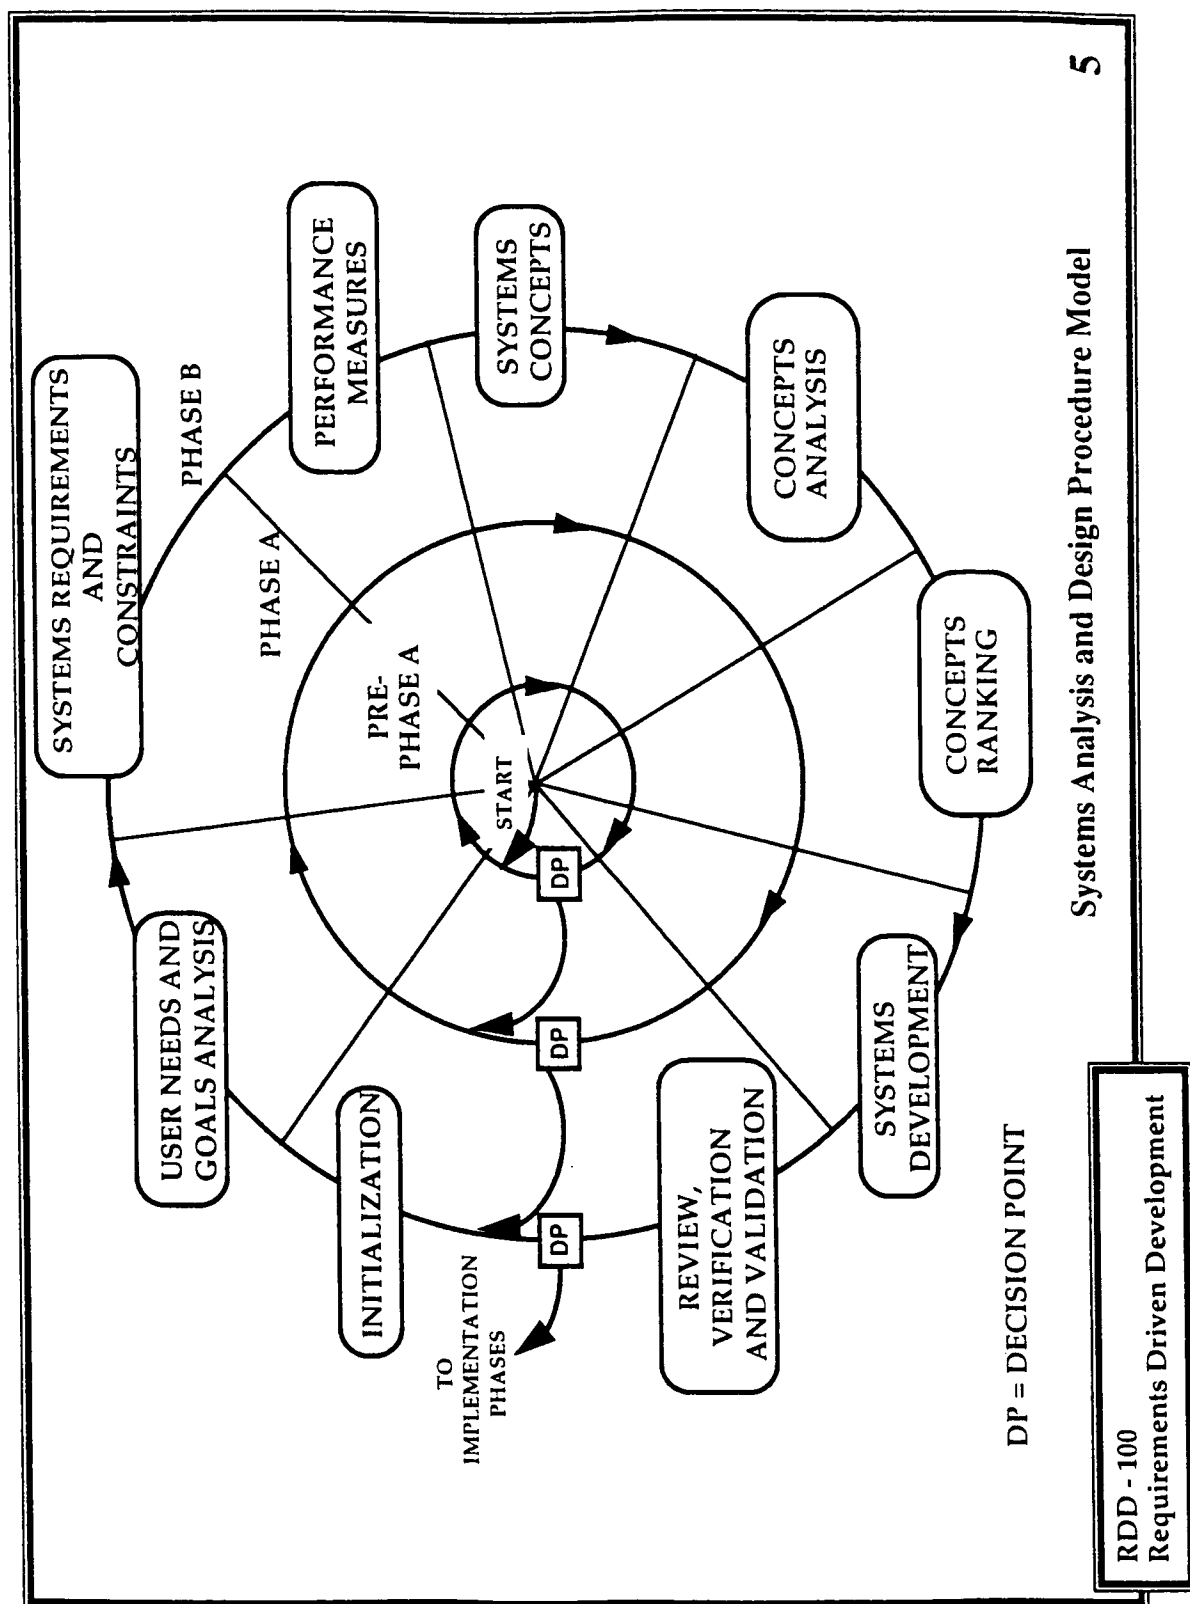 SYSTEMS REQUIREMENTS
AND
CONSTRAINTS
PHASE B
PERFORMANCE
MEASURES
SYSTEMS
CONCEPTS
CONCEPTS
ANALYSIS
CONCEPTS
RANKING
SYSTEMS
DEVELOPMENT
REVIEW,
VERIFICATION
AND VALIDATION
INITIALIZATION
USER NEEDS AND
GOALS ANALYSIS
PHASE A
PRE-
PHASE A
START
DP
DP
DP
TO
IMPLEMENTATION
PHASES
DP = DECISION POINT
Systems Analysis and Design Procedure Model
5
RDD - 100
Requirements Driven Development